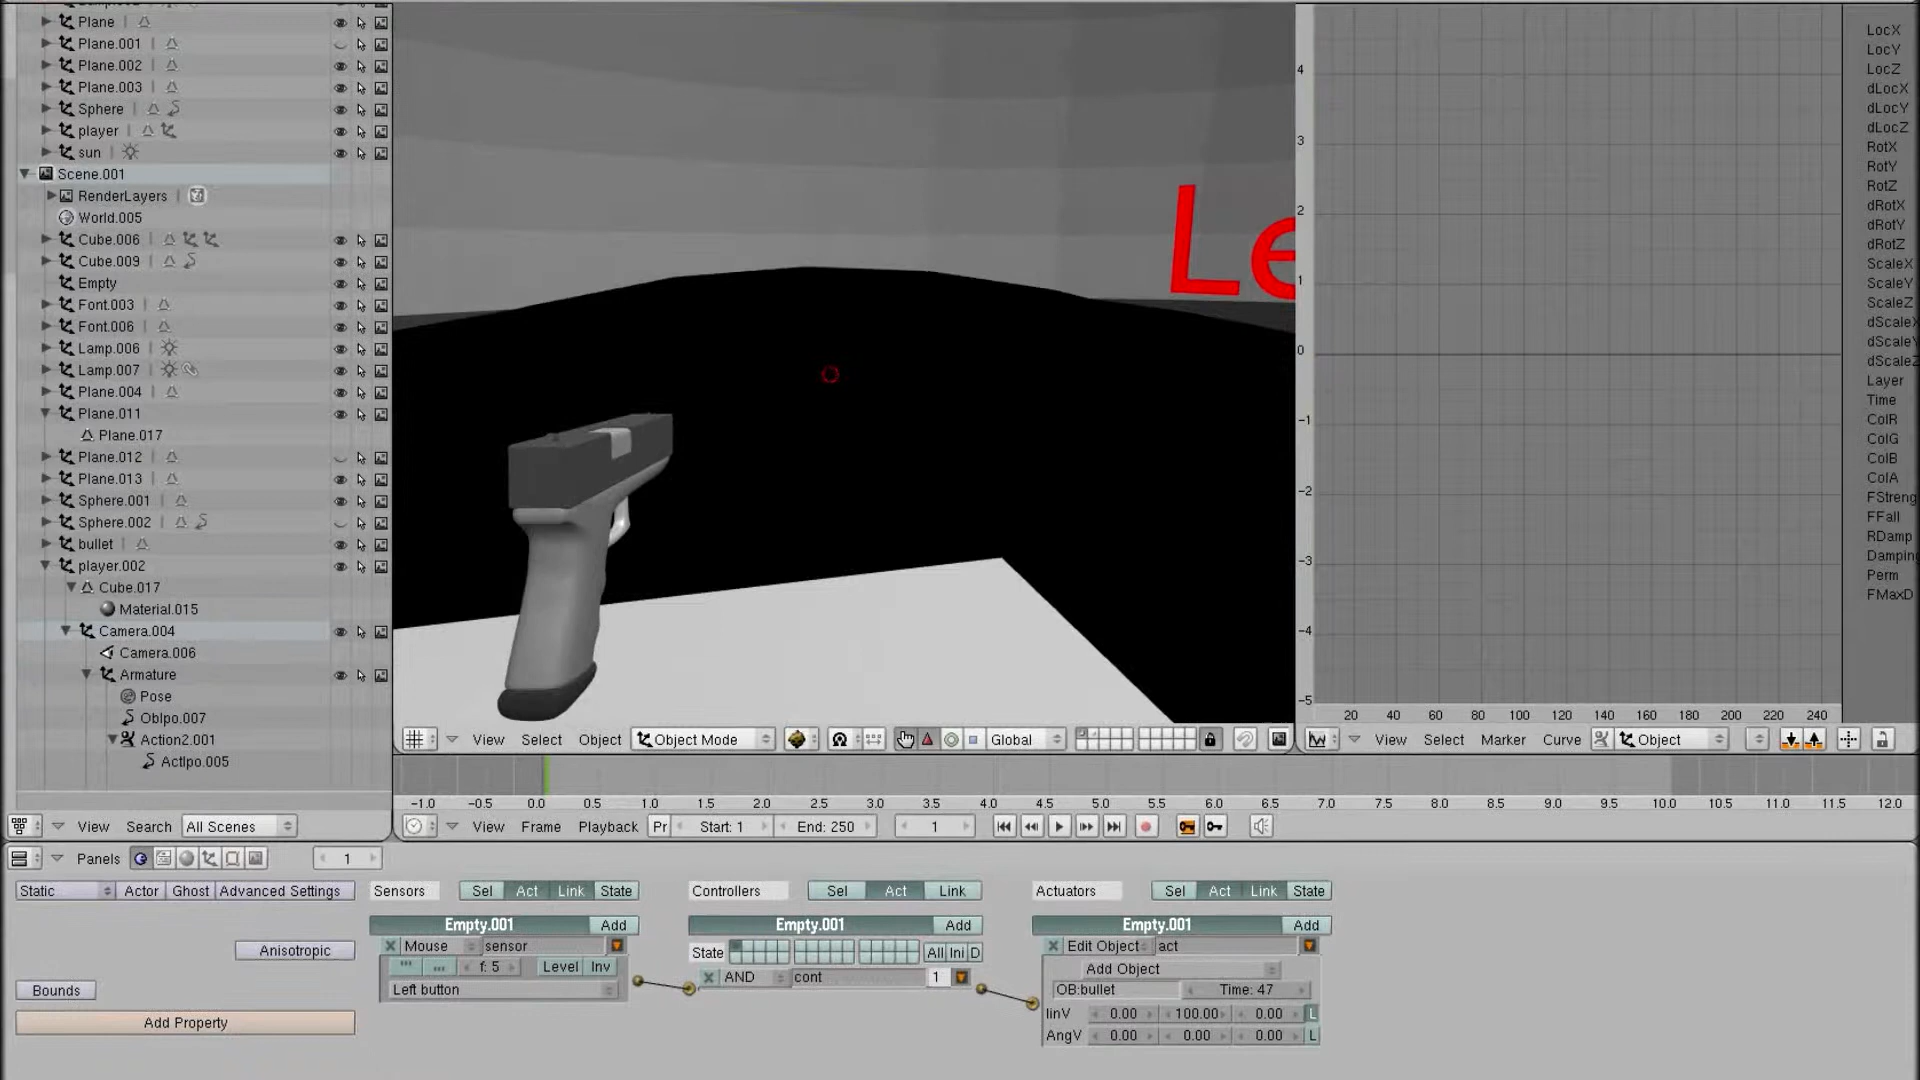 Plane
Plane.001
Plane.002
Plane.003
Sphere
player
sun
Scene.001
RenderLayers
World.005
Cube.006
Cube.009
Empty
Font.003
Font.006
Lamp.006
Lamp.007
Plane.004
Plane.011
Plane.017
Plane.012
Plane.013
Sphere.001
Sphere.002
bullet
player.002
Cube.017
Material.015
Camera.004
Camera.006
Armature
Pose
ObIpo.007
Action2.001
ActIpo.005
View Search All Scenes
Le
View Select Object Object Mode Global
4
3
2
1
0
-1
-2
-3
-4
-5
20 40 60 80 100 120 140 160 180 200 220 240
LocX
LocY
LocZ
dLocX
dLocY
dLocZ
RotX
RotY
RotZ
dRotX
dRotY
dRotZ
ScaleX
ScaleY
ScaleZ
dScaleX
dScaleY
dScaleZ
Layer
Time
ColR
ColG
ColB
ColA
FStreng
FFall
RDamp
Damping
Perm
FMaxD
View Select Marker Curve Object
-1.0 -0.5 0.0 0.5 1.0 1.5 2.0 2.5 3.0 3.5 4.0 4.5 5.0 5.5 6.0 6.5 7.0 7.5 8.0 8.5 9.0 9.5 10.0 10.5 11.0 11.5 12.0
View Frame Playback Pr Start: 1 End: 250 1
Panels 1
Static Actor Ghost Advanced Settings
Anisotropic
Bounds
Add Property
Sensors Sel Act Link State
Empty.001 Add
Mouse sensor
f: 5 Level Inv
Left button
Controllers Sel Act Link
Empty.001 Add
State All Ini D
AND cont 1
Actuators Sel Act Link State
Empty.001 Add
Edit Object act
Add Object
OB:bullet Time: 47
linV 0.00 100.00 0.00 L
AngV 0.00 0.00 0.00 L